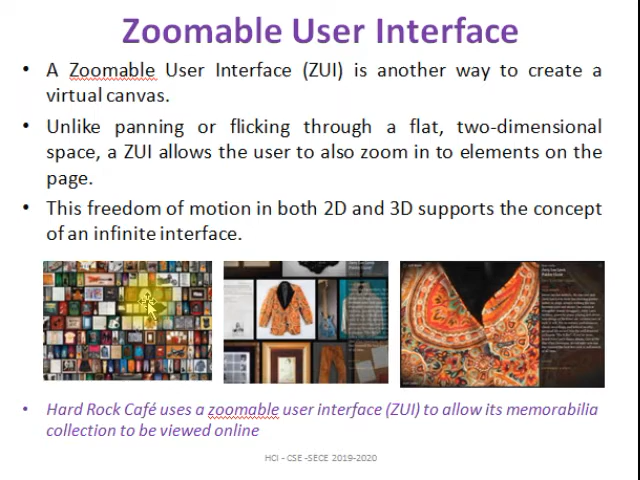 Zoomable User Interface
• A Zoomable User Interface (ZUI) is another way to create a
virtual canvas.
• Unlike panning or flicking through a flat, two-dimensional
space, a ZUI allows the user to also zoom in to elements on the
page.
• This freedom of motion in both 2D and 3D supports the concept
of an infinite interface.
• Hard Rock Café uses a zoomable user interface (ZUI) to allow its memorabilia
collection to be viewed online
HCI - CSE -SECE 2019-2020